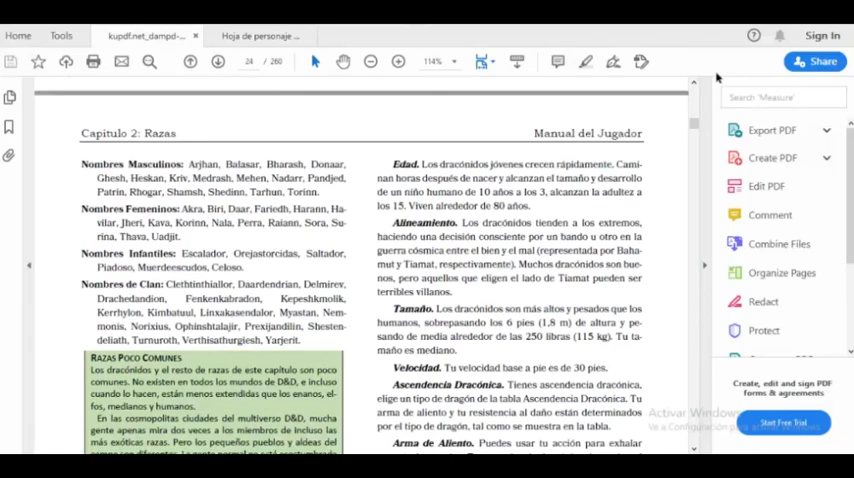 Home Tools kupdf.net_dampd-... × Hoja de personaje ... Sign In
24 / 260 114% Share
Search 'Measure'
Capítulo 2: Razas Manual del Jugador
Nombres Masculinos: Arjhan, Balasar, Bharash, Donaar,
Ghesh, Heskan, Kriv, Medrash, Mehen, Nadarr, Pandjed,
Patrin, Rhogar, Shamsh, Shedinn, Tarhun, Torinn.
Nombres Femeninos: Akra, Biri, Daar, Fariedh, Harann, Ha-
vilar, Jheri, Kava, Korinn, Nala, Perra, Raiann, Sora, Su-
rina, Thava, Uadjit.
Nombres Infantiles: Escalador, Orejastorcidas, Saltador,
Piadoso, Muerdeescudos, Celoso.
Nombres de Clan: Clethtinthiallor, Daardendrian, Delmirev,
Drachedandion, Fenkenkabradon, Kepeshkmolik,
Kerrhylon, Kimbatuul, Linxakasendalor, Myastan, Nem-
monis, Norixius, Ophinshtalajir, Prexijandilin, Shesten-
deliath, Turnuroth, Verthisathurgiesh, Yarjerit.
RAZAS POCO COMUNES
Los dracónidos y el resto de razas de este capítulo son poco
comunes. No existen en todos los mundos de D&D, e incluso
cuando lo hacen, están menos extendidas que los enanos, el-
fos, medianos y humanos.
En las cosmopolitas ciudades del multiverso D&D, mucha
gente apenas mira dos veces a los miembros de incluso las
más exóticas razas. Pero los pequeños pueblos y aldeas del
Edad. Los dracónidos jóvenes crecen rápidamente. Cami-
nan horas después de nacer y alcanzan el tamaño y desarrollo
de un niño humano de 10 años a los 3, alcanzan la adultez a
los 15. Viven alrededor de 80 años.
Alineamiento. Los dracónidos tienden a los extremos,
haciendo una decisión consciente por un bando u otro en la
guerra cósmica entre el bien y el mal (representada por Baha-
mut y Tiamat, respectivamente). Muchos dracónidos son bue-
nos, pero aquellos que eligen el lado de Tiamat pueden ser
terribles villanos.
Tamaño. Los dracónidos son más altos y pesados que los
humanos, sobrepasando los 6 pies (1,8 m) de altura y pe-
sando de media alrededor de las 250 libras (115 kg). Tu ta-
maño es mediano.
Velocidad. Tu velocidad base a pie es de 30 pies.
Ascendencia Dracónica. Tienes ascendencia dracónica,
elige un tipo de dragón de la tabla Ascendencia Dracónica. Tu
arma de aliento y tu resistencia al daño están determinados
por el tipo de dragón, tal como se muestra en la tabla.
Arma de Aliento. Puedes usar tu acción para exhalar
Export PDF
Create PDF
Edit PDF
Comment
Combine Files
Organize Pages
Redact
Protect
Create, edit and sign PDF
forms & agreements
Start Free Trial
Activar Windows
Ve a Configuración para activar Windows.